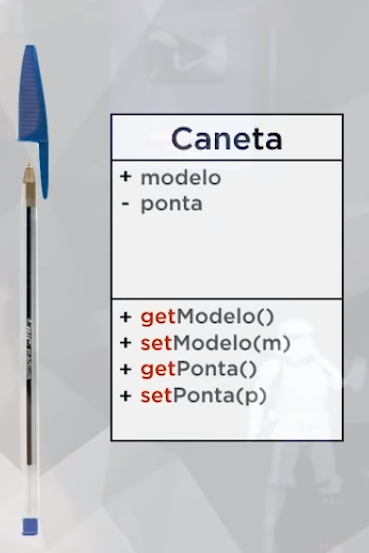 Caneta
+ modelo
- ponta
+ getModelo()
+ setModelo(m)
+ getPonta()
+ setPonta(p)